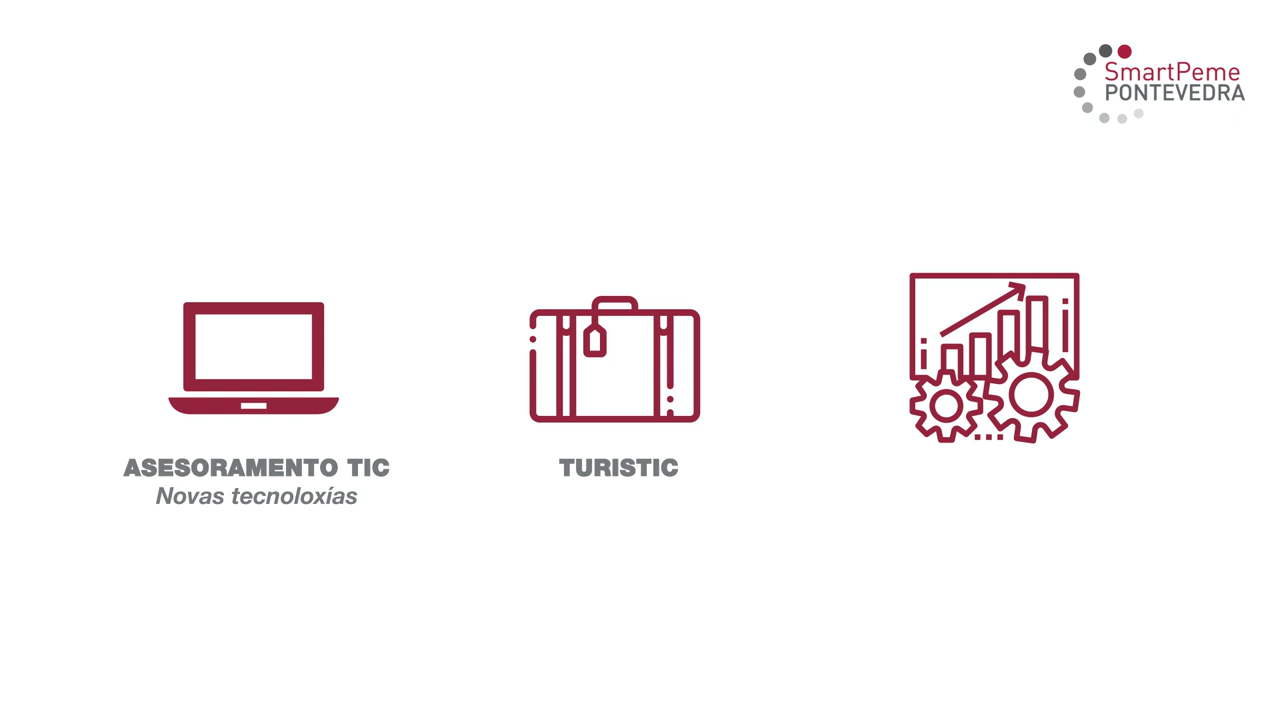 SmartPeme
PONTEVEDRA
ASESORAMENTO TIC
Novas tecnoloxías
TURISTIC